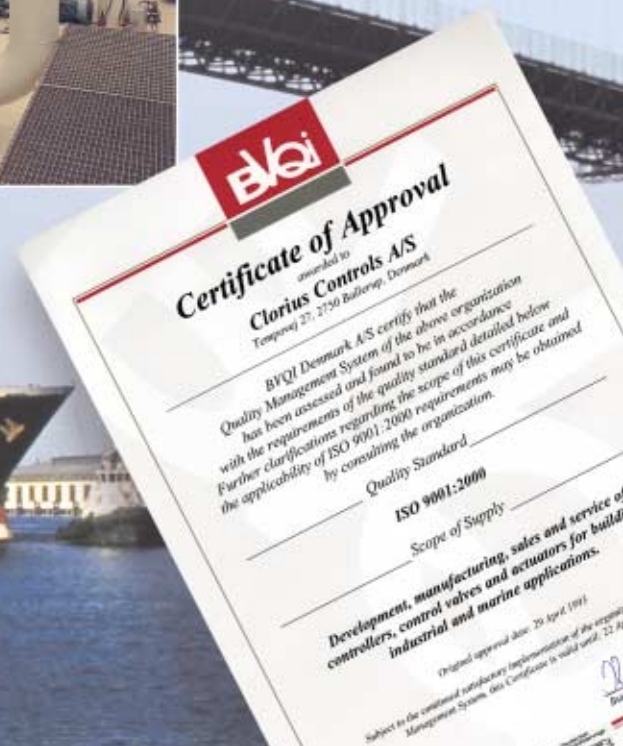 BVQi
Certificate of Approval
awarded to
Clorius Controls A/S
Tempovej 27, 2750 Ballerup, Denmark
BVQI Denmark A/S certify that the
Quality Management System of the above organization
has been assessed and found to be in accordance
with the requirements of the quality standard detailed below
Further clarifications regarding the scope of this certificate and
the applicability of ISO 9001:2000 requirements may be obtained
by consulting the organization.
Quality Standard
ISO 9001:2000
Scope of Supply
Development, manufacturing, sales and service of
controllers, control valves and actuators for
industrial and marine applications.
Original approval date: 29 April
Subject to the continued satisfactory implementation of the
Management System, this Certificate is valid until: 22